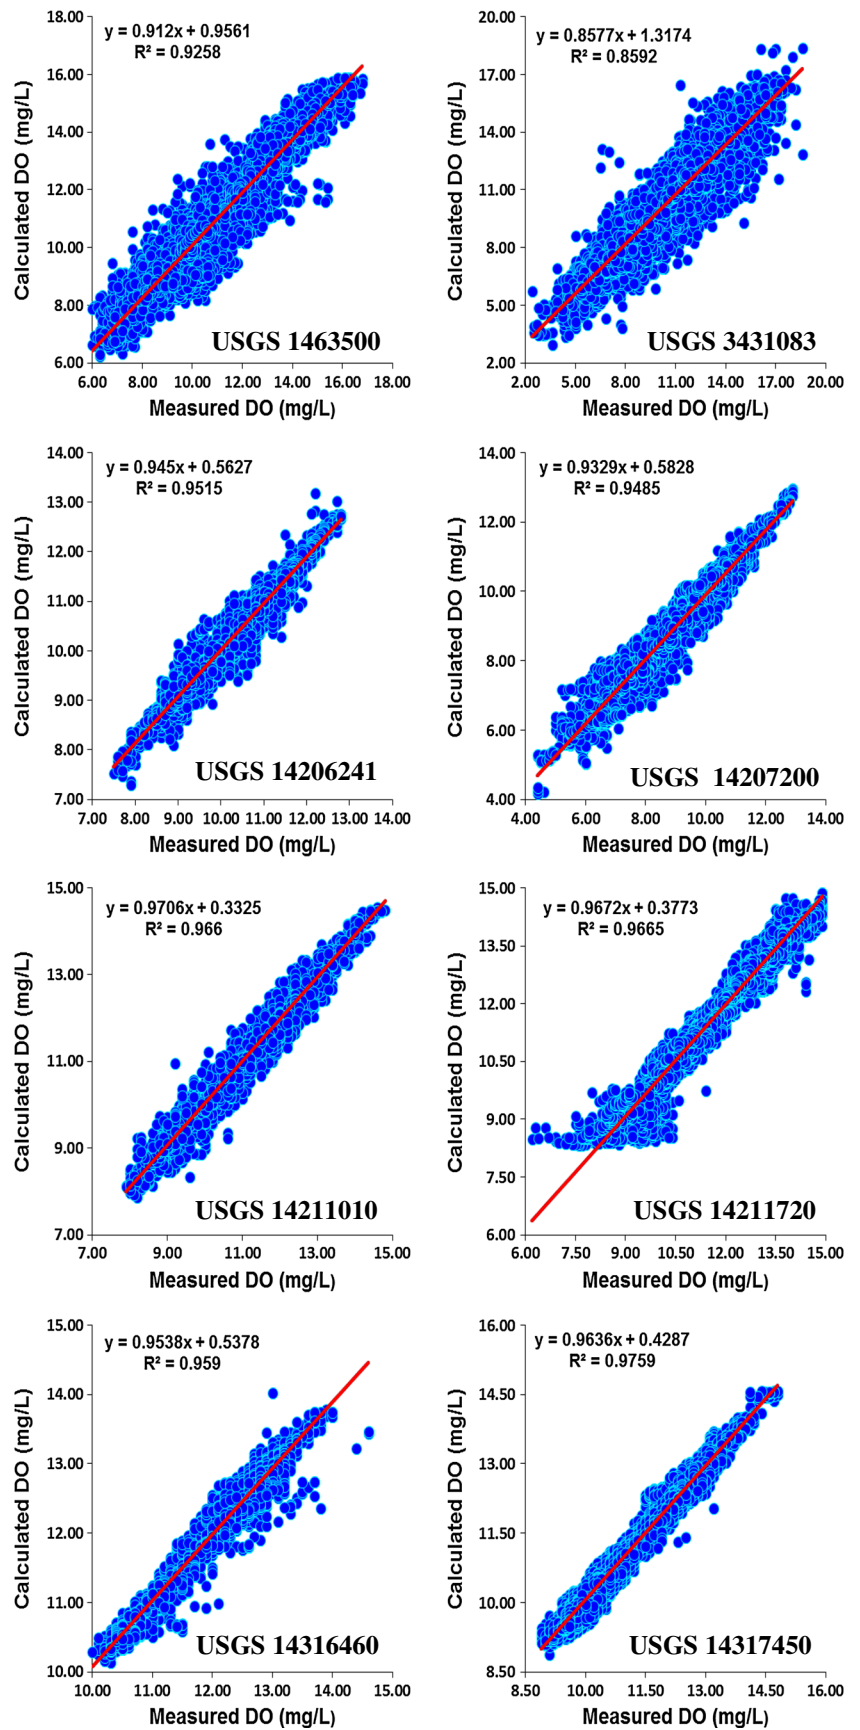 y = 0.912x + 0.9561
R² = 0.9258
Calculated DO (mg/L)
18.00
16.00
14.00
12.00
10.00
8.00
6.00
USGS 1463500
6.00 8.00 10.00 12.00 14.00 16.00 18.00
Measured DO (mg/L)
y = 0.8577x + 1.3174
R² = 0.8592
Calculated DO (mg/L)
20.00
17.00
14.00
11.00
8.00
5.00
2.00
USGS 3431083
2.00 5.00 8.00 11.00 14.00 17.00 20.00
Measured DO (mg/L)
y = 0.945x + 0.5627
R² = 0.9515
Calculated DO (mg/L)
14.00
13.00
12.00
11.00
10.00
9.00
8.00
7.00
USGS 14206241
7.00 8.00 9.00 10.00 11.00 12.00 13.00 14.00
Measured DO (mg/L)
y = 0.9329x + 0.5828
R² = 0.9485
Calculated DO (mg/L)
14.00
12.00
10.00
8.00
6.00
4.00
USGS 14207200
4.00 6.00 8.00 10.00 12.00 14.00
Measured DO (mg/L)
y = 0.9706x + 0.3325
R² = 0.966
Calculated DO (mg/L)
15.00
13.00
11.00
9.00
7.00
USGS 14211010
7.00 9.00 11.00 13.00 15.00
Measured DO (mg/L)
y = 0.9672x + 0.3773
R² = 0.9665
Calculated DO (mg/L)
15.00
13.50
12.00
10.50
9.00
7.50
6.00
USGS 14211720
6.00 7.50 9.00 10.50 12.00 13.50 15.00
Measured DO (mg/L)
y = 0.9538x + 0.5378
R² = 0.959
Calculated DO (mg/L)
15.00
14.00
13.00
12.00
11.00
10.00
USGS 14316460
10.00 11.00 12.00 13.00 14.00 15.00
Measured DO (mg/L)
y = 0.9636x + 0.4287
R² = 0.9759
Calculated DO (mg/L)
16.00
14.50
13.00
11.50
10.00
8.50
USGS 14317450
8.50 10.00 11.50 13.00 14.50 16.00
Measured DO (mg/L)